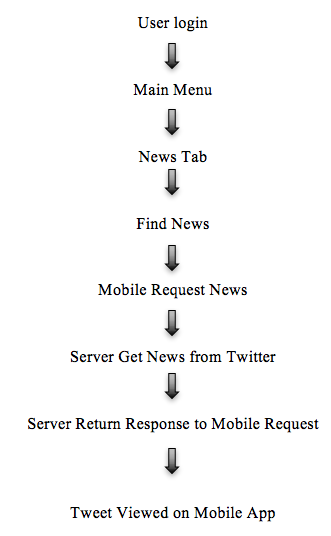 User login
Main Menu
News Tab
Find News
Mobile Request News
Server Get News from Twitter
Server Return Response to Mobile Request
Tweet Viewed on Mobile App